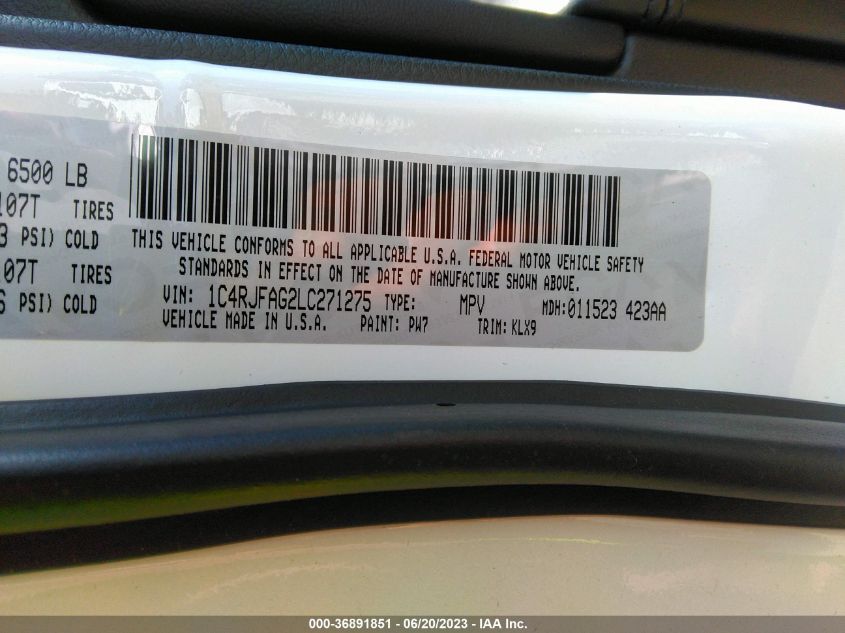 6500 LB
107T TIRES
3 PSI) COLD
107T TIRES
6 PSI) COLD
THIS VEHICLE CONFORMS TO ALL APPLICABLE U.S.A. FEDERAL MOTOR VEHICLE SAFETY
STANDARDS IN EFFECT ON THE DATE OF MANUFACTURE SHOWN ABOVE.
VIN: 1C4RJFAG2LC271275 TYPE: MPV MDH:011523 423AA
VEHICLE MADE IN U.S.A. PAINT: PW7 TRIM: KLX9
000-36891851 - 06/20/2023 - IAA Inc.